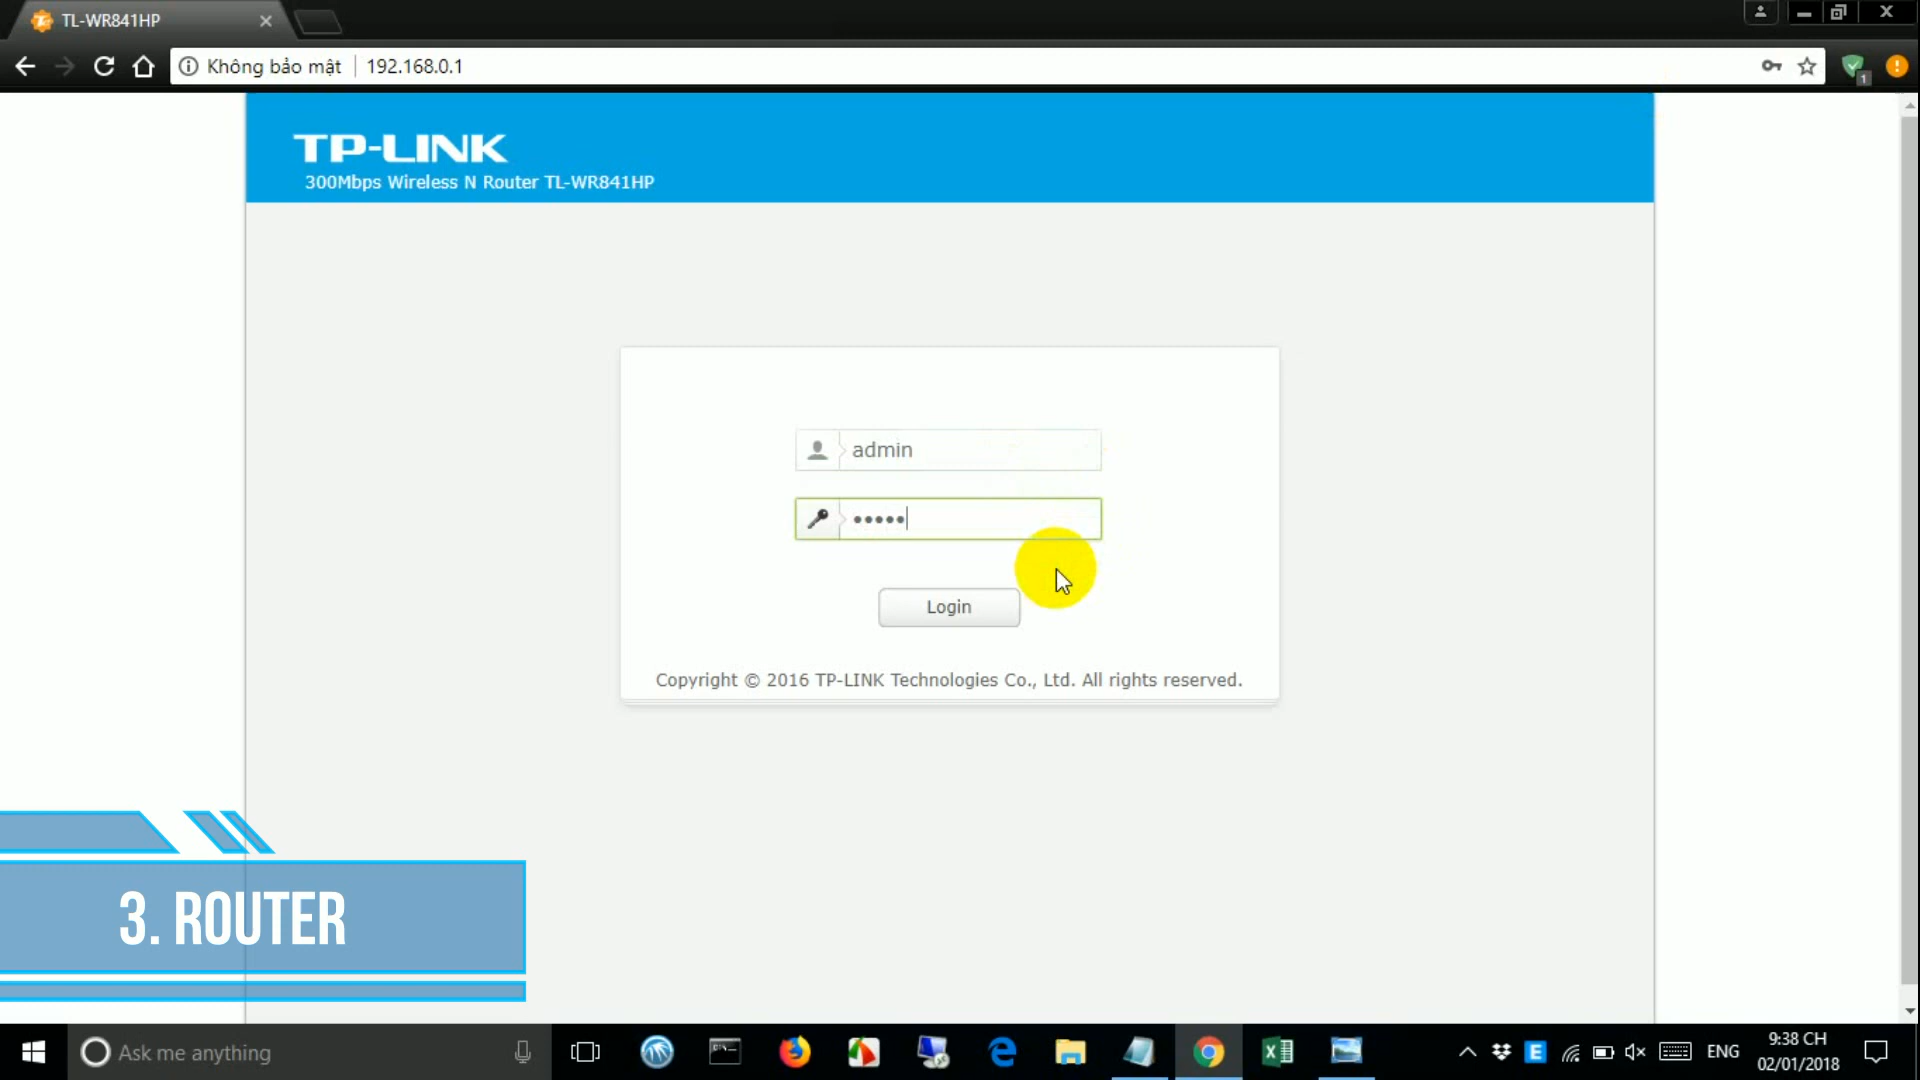 TL-WR841HP
Không bảo mật 192.168.0.1
1
TP-LINK
300Mbps Wireless N Router TL-WR841HP
admin
•••••
Login
Copyright © 2016 TP-LINK Technologies Co., Ltd. All rights reserved.
3. ROUTER
Ask me anything
ENG
9:38 CH
02/01/2018